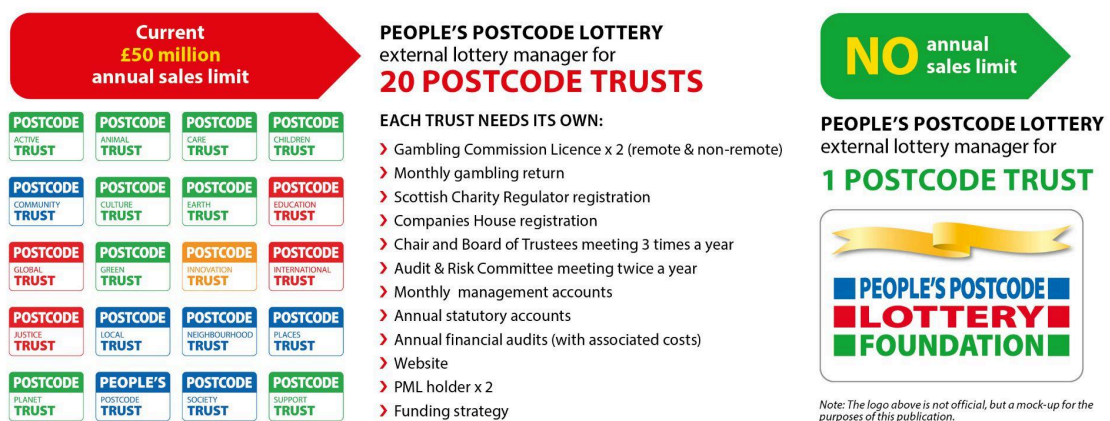 Current
£50 million
annual sales limit
POSTCODE
ACTIVE
TRUST
POSTCODE
ANIMAL
TRUST
POSTCODE
CARE
TRUST
POSTCODE
CHILDREN
TRUST
POSTCODE
COMMUNITY
TRUST
POSTCODE
CULTURE
TRUST
POSTCODE
EARTH
TRUST
POSTCODE
EDUCATION
TRUST
POSTCODE
GLOBAL
TRUST
POSTCODE
GREEN
TRUST
POSTCODE
INNOVATION
TRUST
POSTCODE
INTERNATIONAL
TRUST
POSTCODE
JUSTICE
TRUST
POSTCODE
LOCAL
TRUST
POSTCODE
NEIGHBOURHOOD
TRUST
POSTCODE
PLACES
TRUST
POSTCODE
PLANET
TRUST
PEOPLE'S
POSTCODE
TRUST
POSTCODE
SOCIETY
TRUST
POSTCODE
SUPPORT
TRUST
PEOPLE'S POSTCODE LOTTERY
external lottery manager for
20 POSTCODE TRUSTS
EACH TRUST NEEDS ITS OWN:
❯ Gambling Commission Licence x 2 (remote & non-remote)
❯ Monthly gambling return
❯ Scottish Charity Regulator registration
❯ Companies House registration
❯ Chair and Board of Trustees meeting 3 times a year
❯ Audit & Risk Committee meeting twice a year
❯ Monthly management accounts
❯ Annual statutory accounts
❯ Annual financial audits (with associated costs)
❯ Website
❯ PML holder x 2
❯ Funding strategy
NO annual
sales limit
PEOPLE'S POSTCODE LOTTERY
external lottery manager for
1 POSTCODE TRUST
PEOPLE'S POSTCODE
LOTTERY
FOUNDATION
Note: The logo above is not official, but a mock-up for the
purposes of this publication.